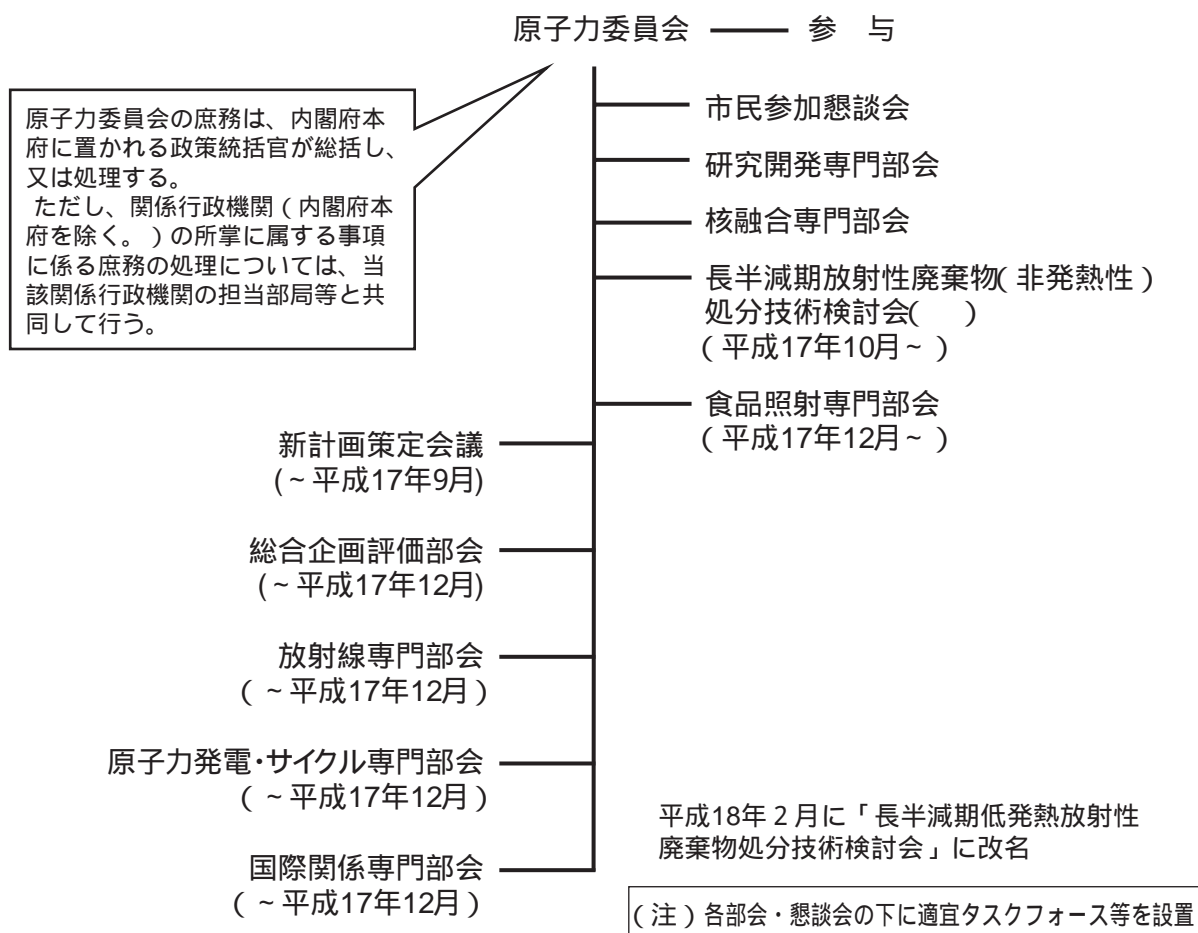 原子力委員会 参 与
原子力委員会の庶務は、内閣府本
府に置かれる政策統括官が総括し、
又は処理する。
ただし、関係行政機関（内閣府本
府を除く。）の所掌に属する事項
に係る庶務の処理については、当
該関係行政機関の担当部局等と共
同して行う。
市民参加懇談会
研究開発専門部会
核融合専門部会
長半減期放射性廃棄物(非発熱性)
処分技術検討会(　)
(平成17年10月~)
食品照射専門部会
(平成17年12月~)
新計画策定会議
(~平成17年9月)
総合企画評価部会
(~平成17年12月)
放射線専門部会
(~平成17年12月)
原子力発電・サイクル専門部会
(~平成17年12月)
国際関係専門部会
(~平成17年12月)
平成18年２月に「長半減期低発熱放射性
廃棄物処分技術検討会」に改名
(注)各部会・懇談会の下に適宜タスクフォース等を設置